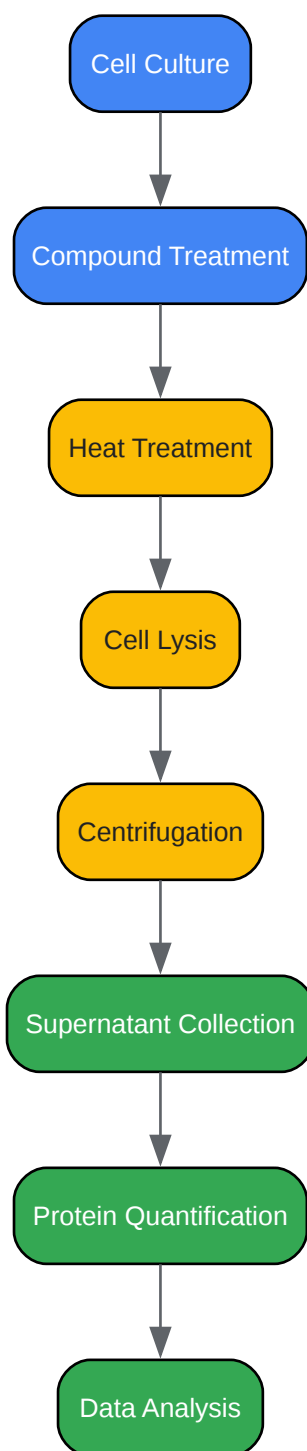 Cell Culture
Compound Treatment
Heat Treatment
Cell Lysis
Centrifugation
Supernatant Collection
Protein Quantification
Data Analysis